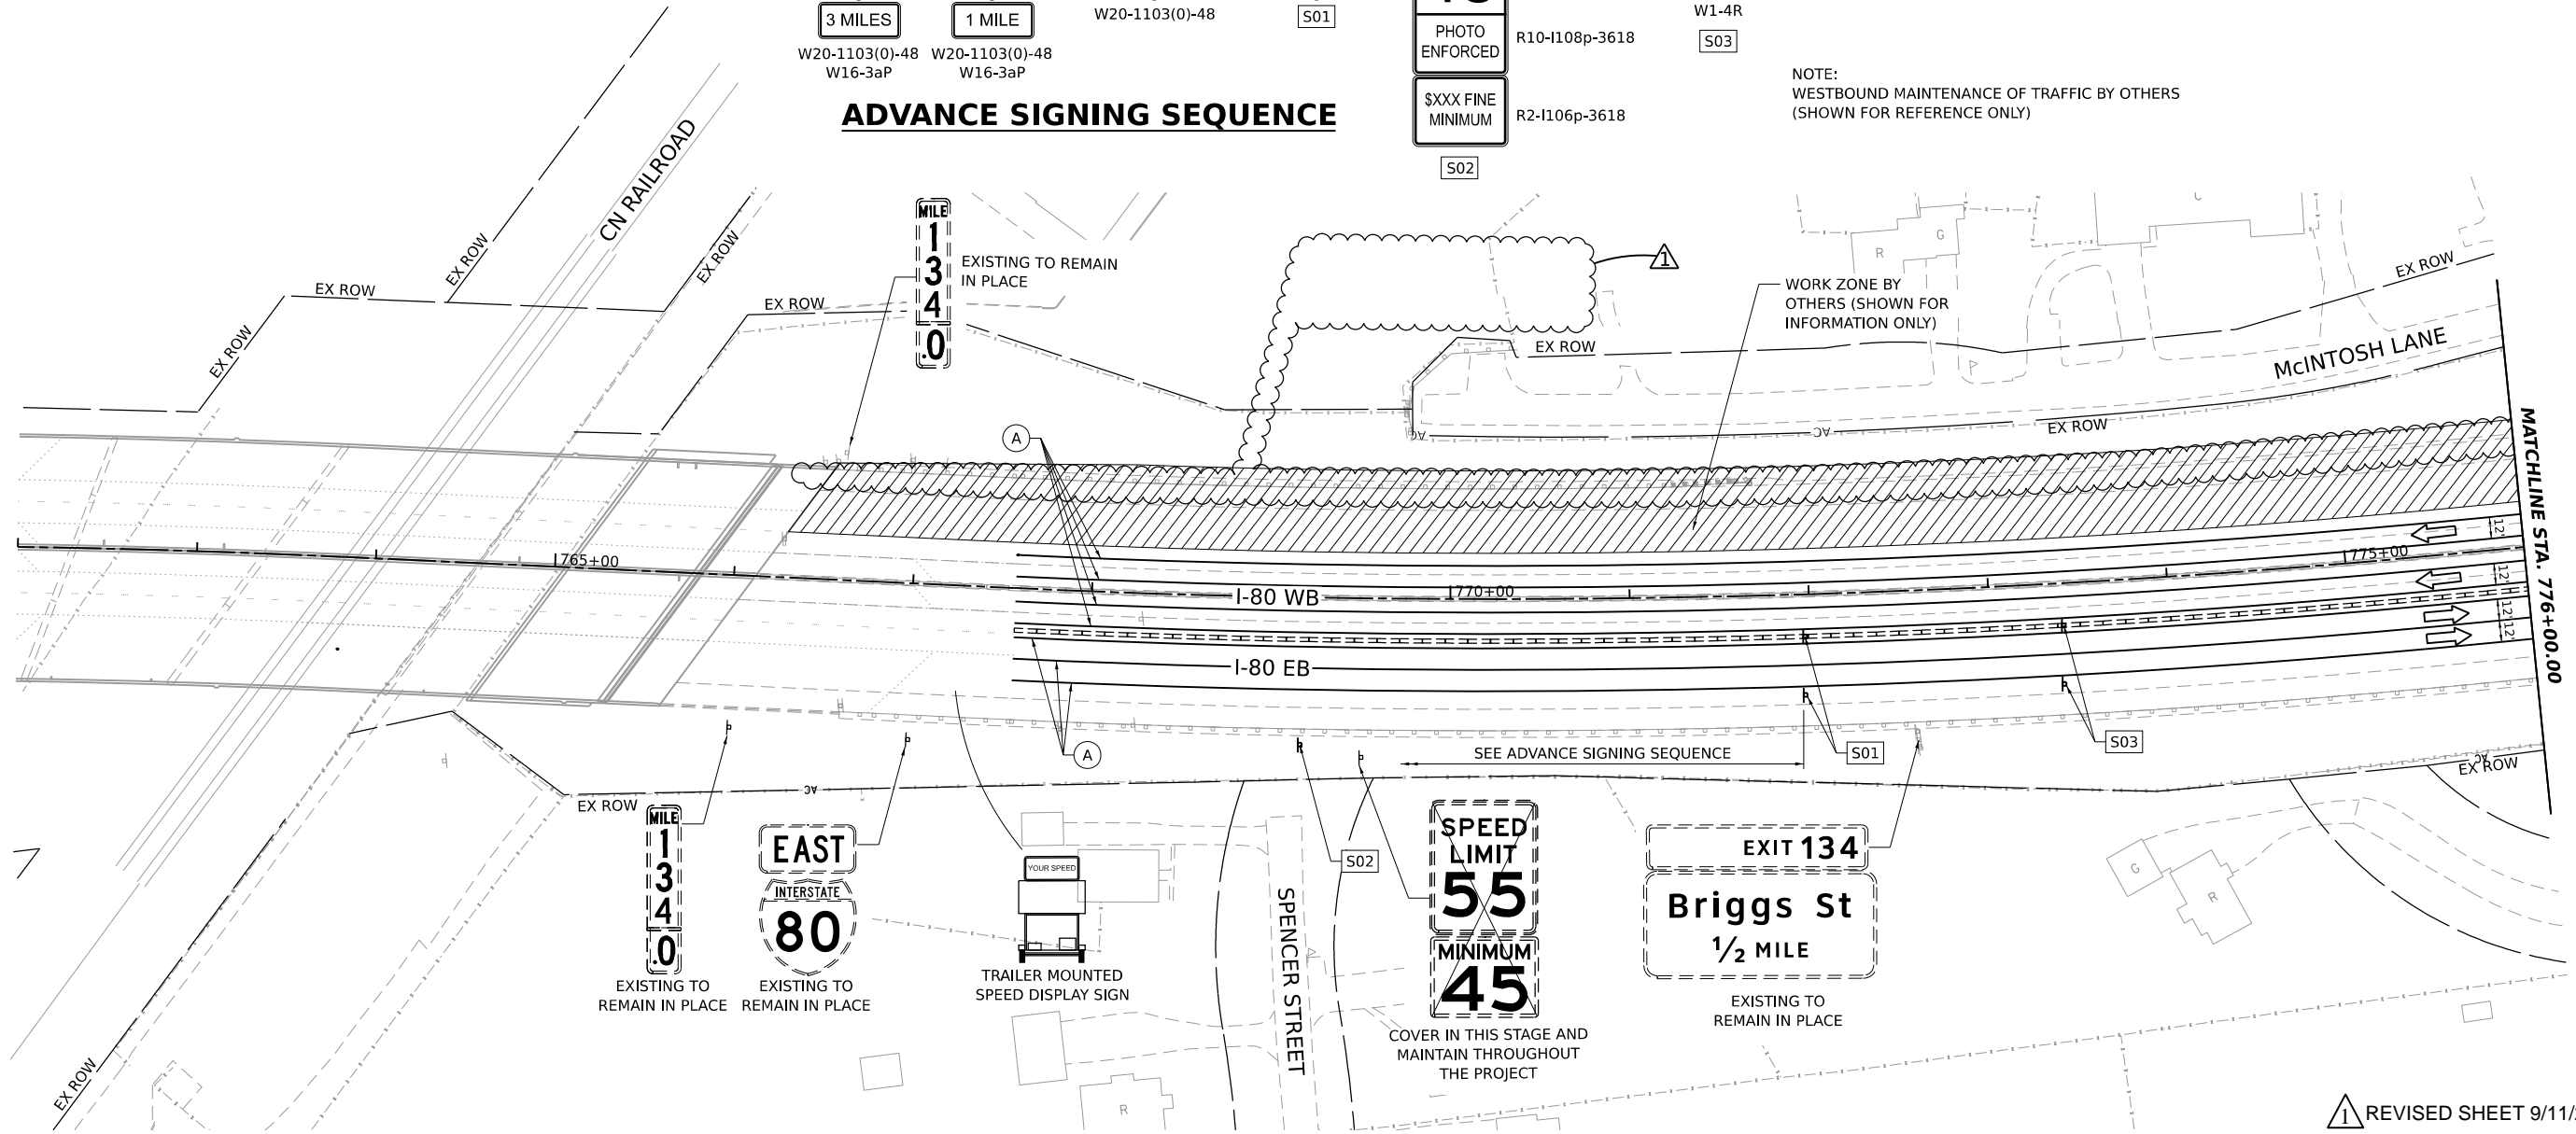 3 MILES
W20-1103(0)-48
W16-3aP
1 MILE
W20-1103(0)-48
W16-3aP
W20-1103(0)-48
S01
PHOTO
ENFORCED
R10-I108p-3618
$XXX FINE
MINIMUM
R2-I106p-3618
S02
W1-4R
S03
ADVANCE SIGNING SEQUENCE
NOTE:
WESTBOUND MAINTENANCE OF TRAFFIC BY OTHERS
(SHOWN FOR REFERENCE ONLY)
CN RAILROAD
EX ROW
EX ROW
EX ROW
EX ROW
EX ROW
MILE
1
3
4
.0
EXISTING TO REMAIN
IN PLACE
1
WORK ZONE BY
OTHERS (SHOWN FOR
INFORMATION ONLY)
R
G
C
EX ROW
EX ROW
McINTOSH LANE
EX ROW
AC
AC
A
MATCHLINE STA. 776+00.00
765+00
770+00
775+00
I-80 WB
I-80 EB
12'
12'
12'
12'
A
SEE ADVANCE SIGNING SEQUENCE
S01
S03
EX ROW
AC
EX ROW
AC
MILE
1
3
4
.0
EXISTING TO
REMAIN IN PLACE
EAST
INTERSTATE
80
EXISTING TO
REMAIN IN PLACE
YOUR SPEED
TRAILER MOUNTED
SPEED DISPLAY SIGN
SPENCER STREET
S02
SPEED
LIMIT
55
MINIMUM
45
COVER IN THIS STAGE AND
MAINTAIN THROUGHOUT
THE PROJECT
EXIT 134
Briggs St
1/2 MILE
EXISTING TO
REMAIN IN PLACE
G
R
R
EX ROW
1 REVISED SHEET 9/11/